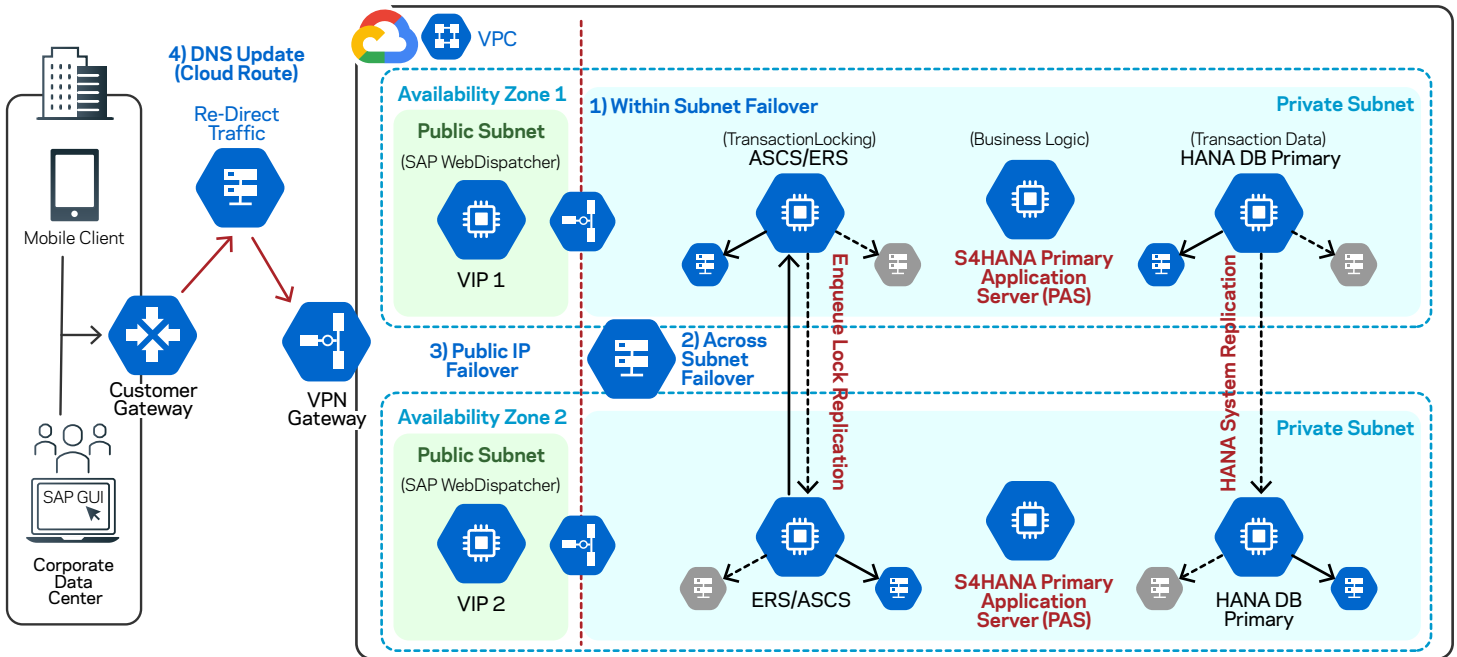 VPC
4) DNS Update
(Cloud Route)
Re-Direct
Traffic
Mobile Client
Customer
Gateway
VPN
Gateway
SAP GUI
Corporate
Data
Center
Availability Zone 1
Public Subnet
(SAP WebDispatcher)
VIP 1
1) Within Subnet Failover
Private Subnet
(TransactionLocking)
ASCS/ERS
(Business Logic)
S4HANA Primary
Application
Server (PAS)
(Transaction Data)
HANA DB Primary
Enqueue Lock Replication
HANA System Replication
3) Public IP
Failover
2) Across
Subnet
Failover
Availability Zone 2
Public Subnet
(SAP WebDispatcher)
VIP 2
Private Subnet
ERS/ASCS
S4HANA Primary
Application
Server (PAS)
HANA DB
Primary